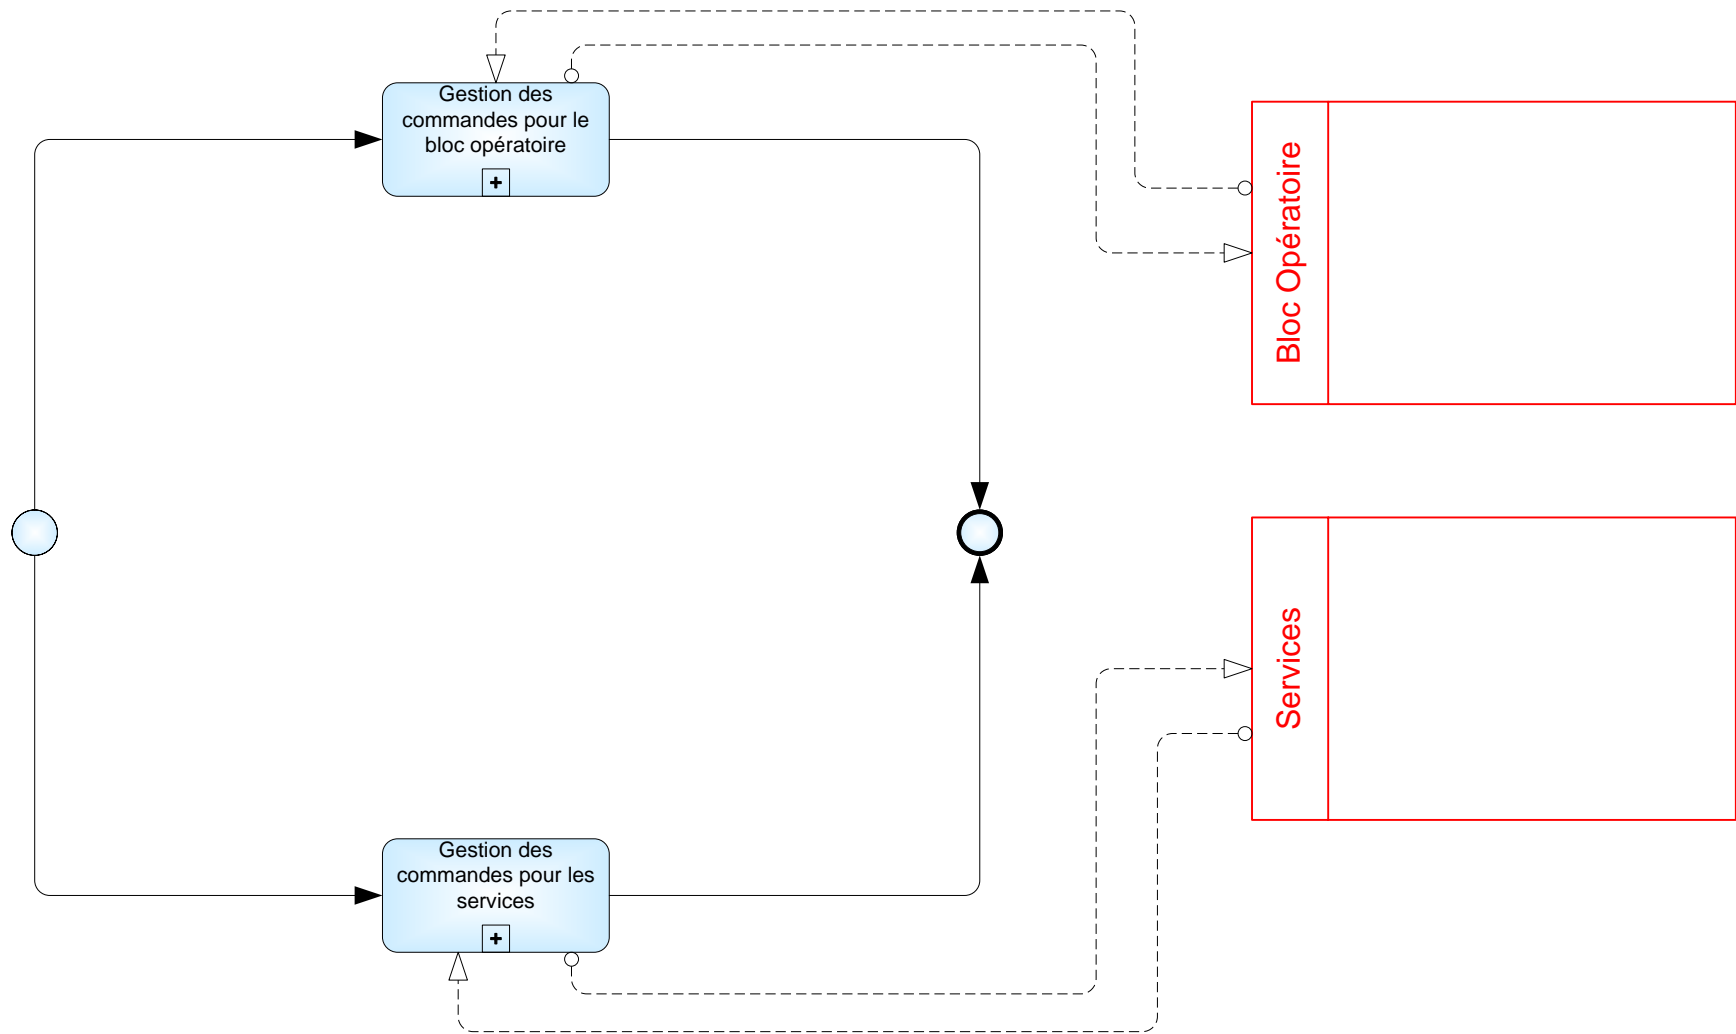 Gestion des
commandes pour le
bloc opératoire
Bloc Opératoire
Services
Gestion des
commandes pour les
services